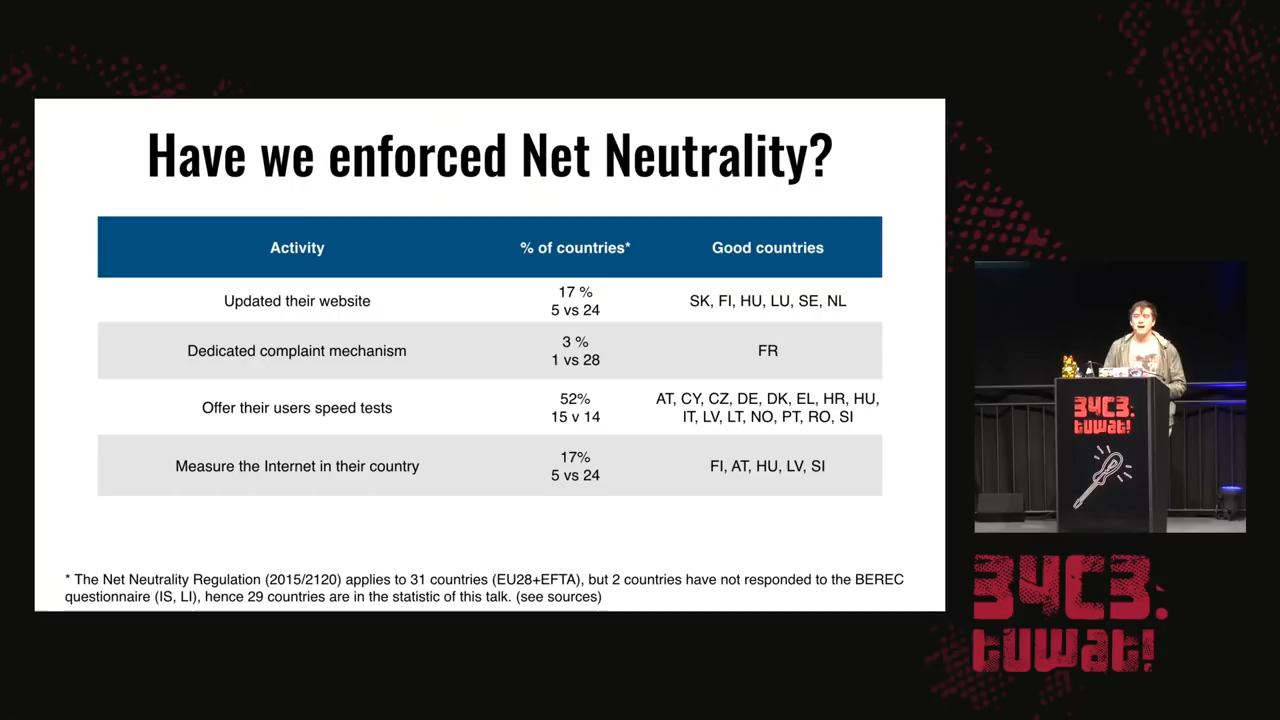 Have we enforced Net Neutrality?
Activity
% of countries*
Good countries
Updated their website
17 %
5 vs 24
SK, FI, HU, LU, SE, NL
Dedicated complaint mechanism
3 %
1 vs 28
FR
Offer their users speed tests
52%
15 v 14
AT, CY, CZ, DE, DK, EL, HR, HU,
IT, LV, LT, NO, PT, RO, SI
Measure the Internet in their country
17%
5 vs 24
FI, AT, HU, LV, SI
* The Net Neutrality Regulation (2015/2120) applies to 31 countries (EU28+EFTA), but 2 countries have not responded to the BEREC
questionnaire (IS, LI), hence 29 countries are in the statistic of this talk. (see sources)
34C3.
tuwat!
34C3.
tuwat!